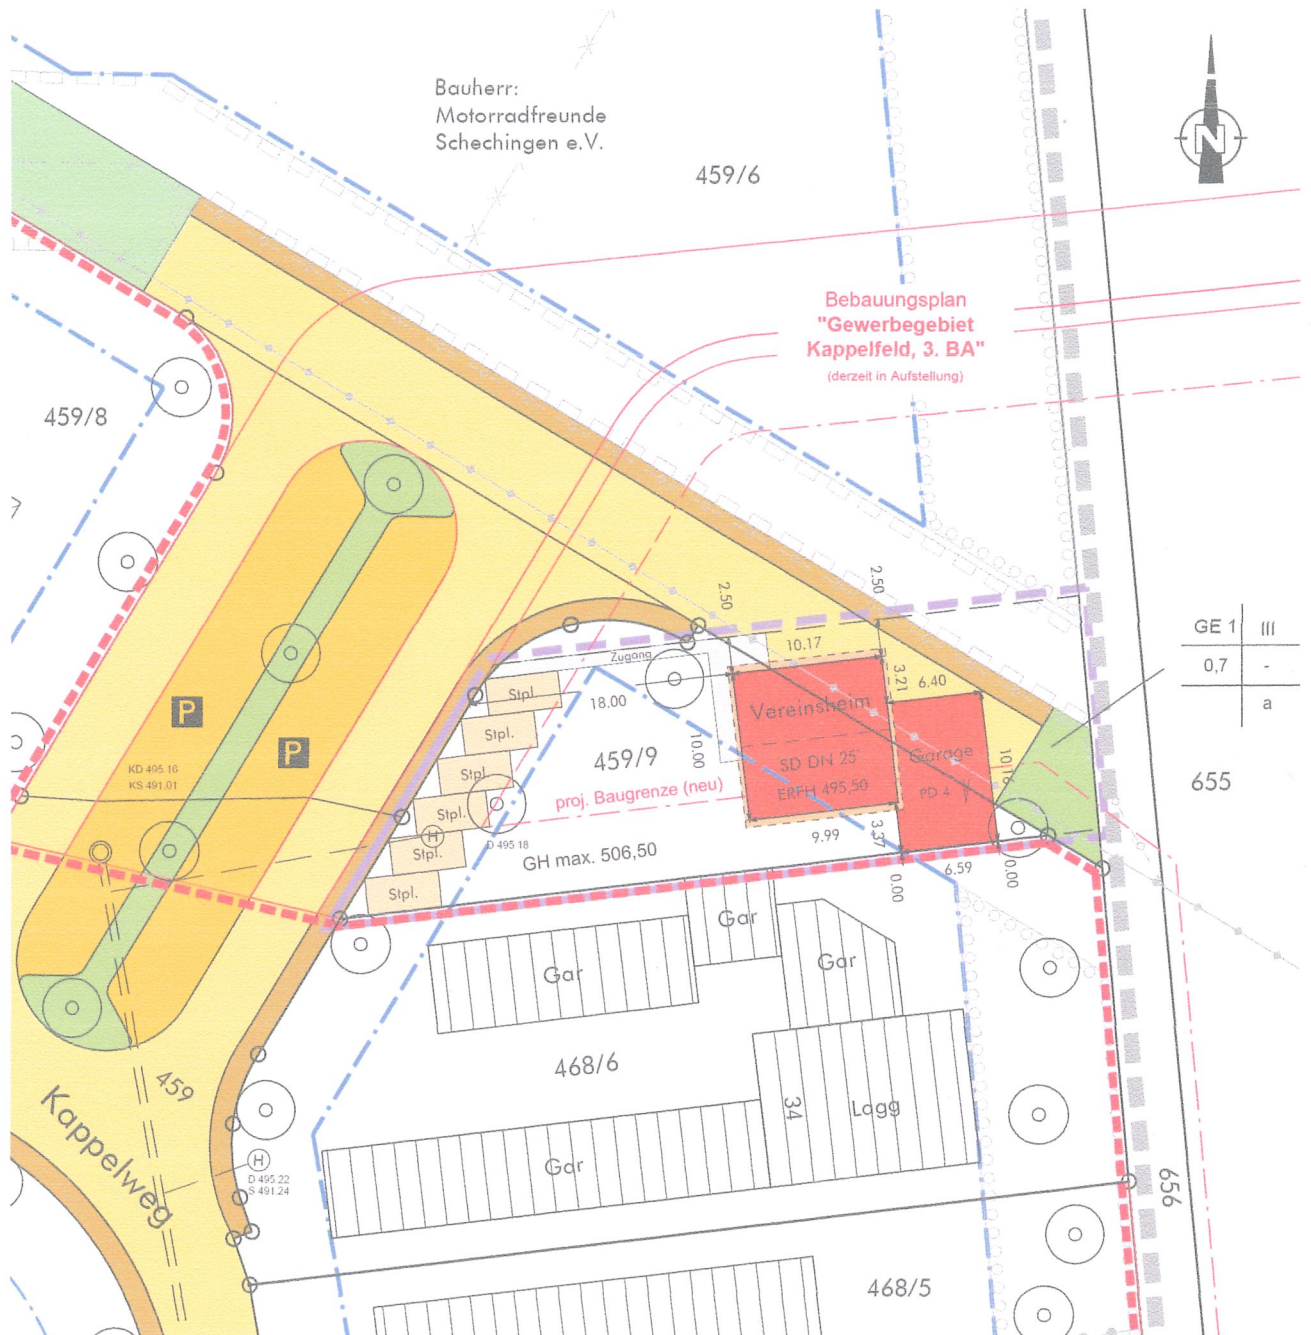 Bauherr:
Motorradfreunde
Schechingen e.V.
459/6
N
Bebauungsplan
"Gewerbegebiet
Kappelfeld, 3. BA"
(derzeit in Aufstellung)
459/8
2.50
2.50
GE 1 III
0,7 -
a
10.17
Zugang
3.21
6.40
Stpl.
18.00
Vereinsheim
P
Stpl.
10.00
459/9
SD DN 25°
Garage
P
KD 495.16
KS 491.01
Stpl.
proj. Baugrenze (neu)
ERFH 495,50
PD 4
655
Stpl.
H
D 495 18
9.99
3.37
GH max. 506,50
Stpl.
Stpl.
0.00
6.59
0.00
Gar
Gar
Gar
468/6
459
Kappelweg
34
Lagg
Gar
H
D 495.22
S 491.24
656
468/5